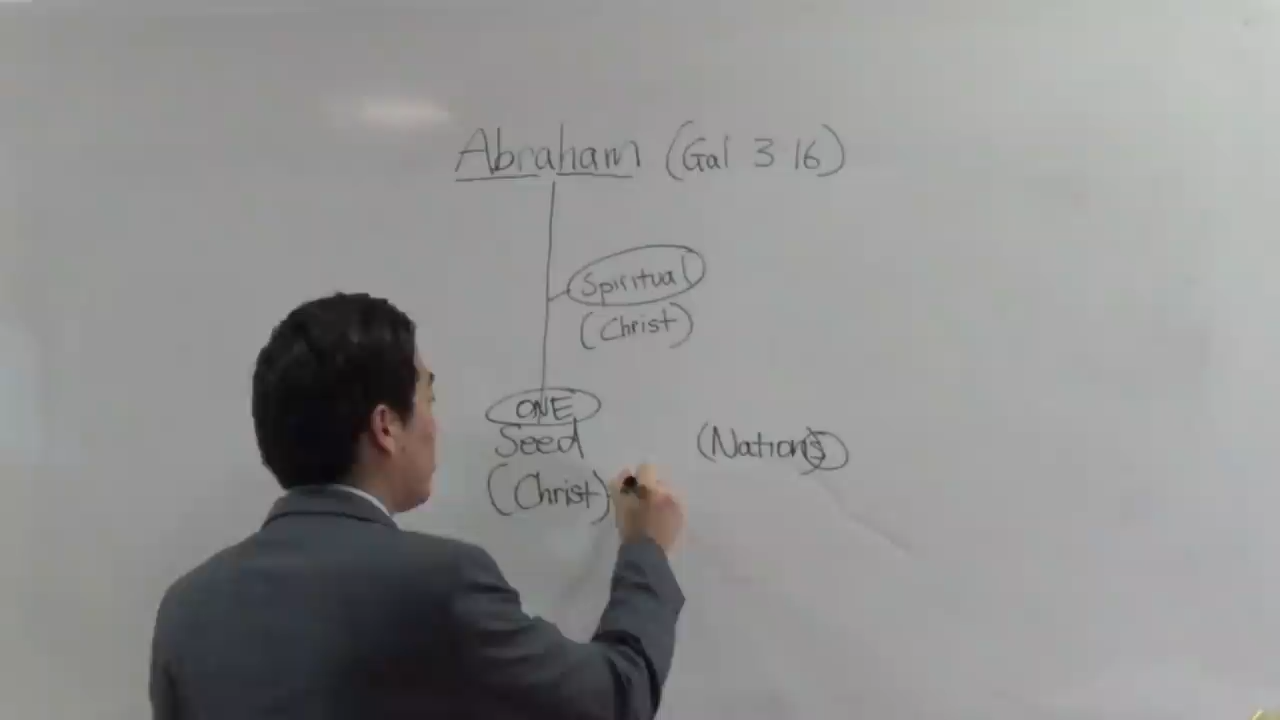 Abraham (Gal 3 16)
Spiritual
(Christ)
ONE
Seed (Nations)
(Christ)